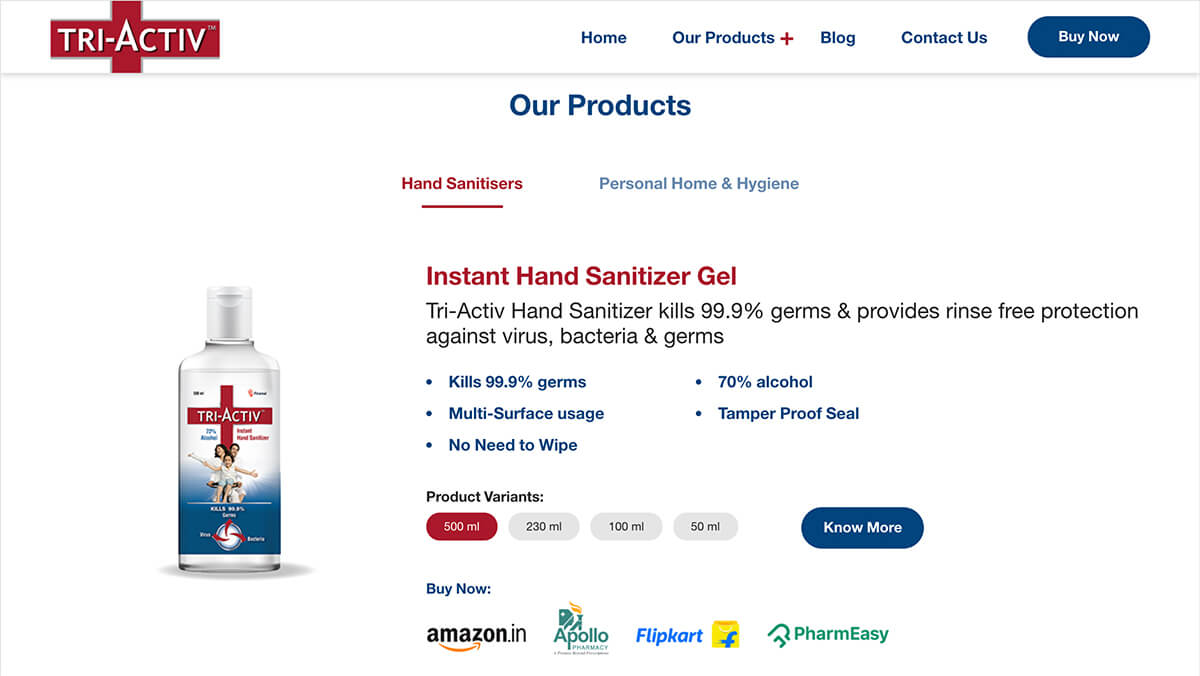 TRI-ACTIV™
Home
Our Products +
Blog
Contact Us
Buy Now
Our Products
Hand Sanitisers
Personal Home & Hygiene
Instant Hand Sanitizer Gel
Tri-Activ Hand Sanitizer kills 99.9% germs & provides rinse free protection
against virus, bacteria & germs
• Kills 99.9% germs
• 70% alcohol
• Multi-Surface usage
• Tamper Proof Seal
• No Need to Wipe
Product Variants:
500 ml
230 ml
100 ml
50 ml
Know More
Buy Now:
amazon.in
Apollo
PHARMACY
Flipkart
PharmEasy
Piramal
TRI-ACTIV
Alcohol
Instant
Hand Sanitizer
KILLS 99.9%
Germs
Virus
Bacteria